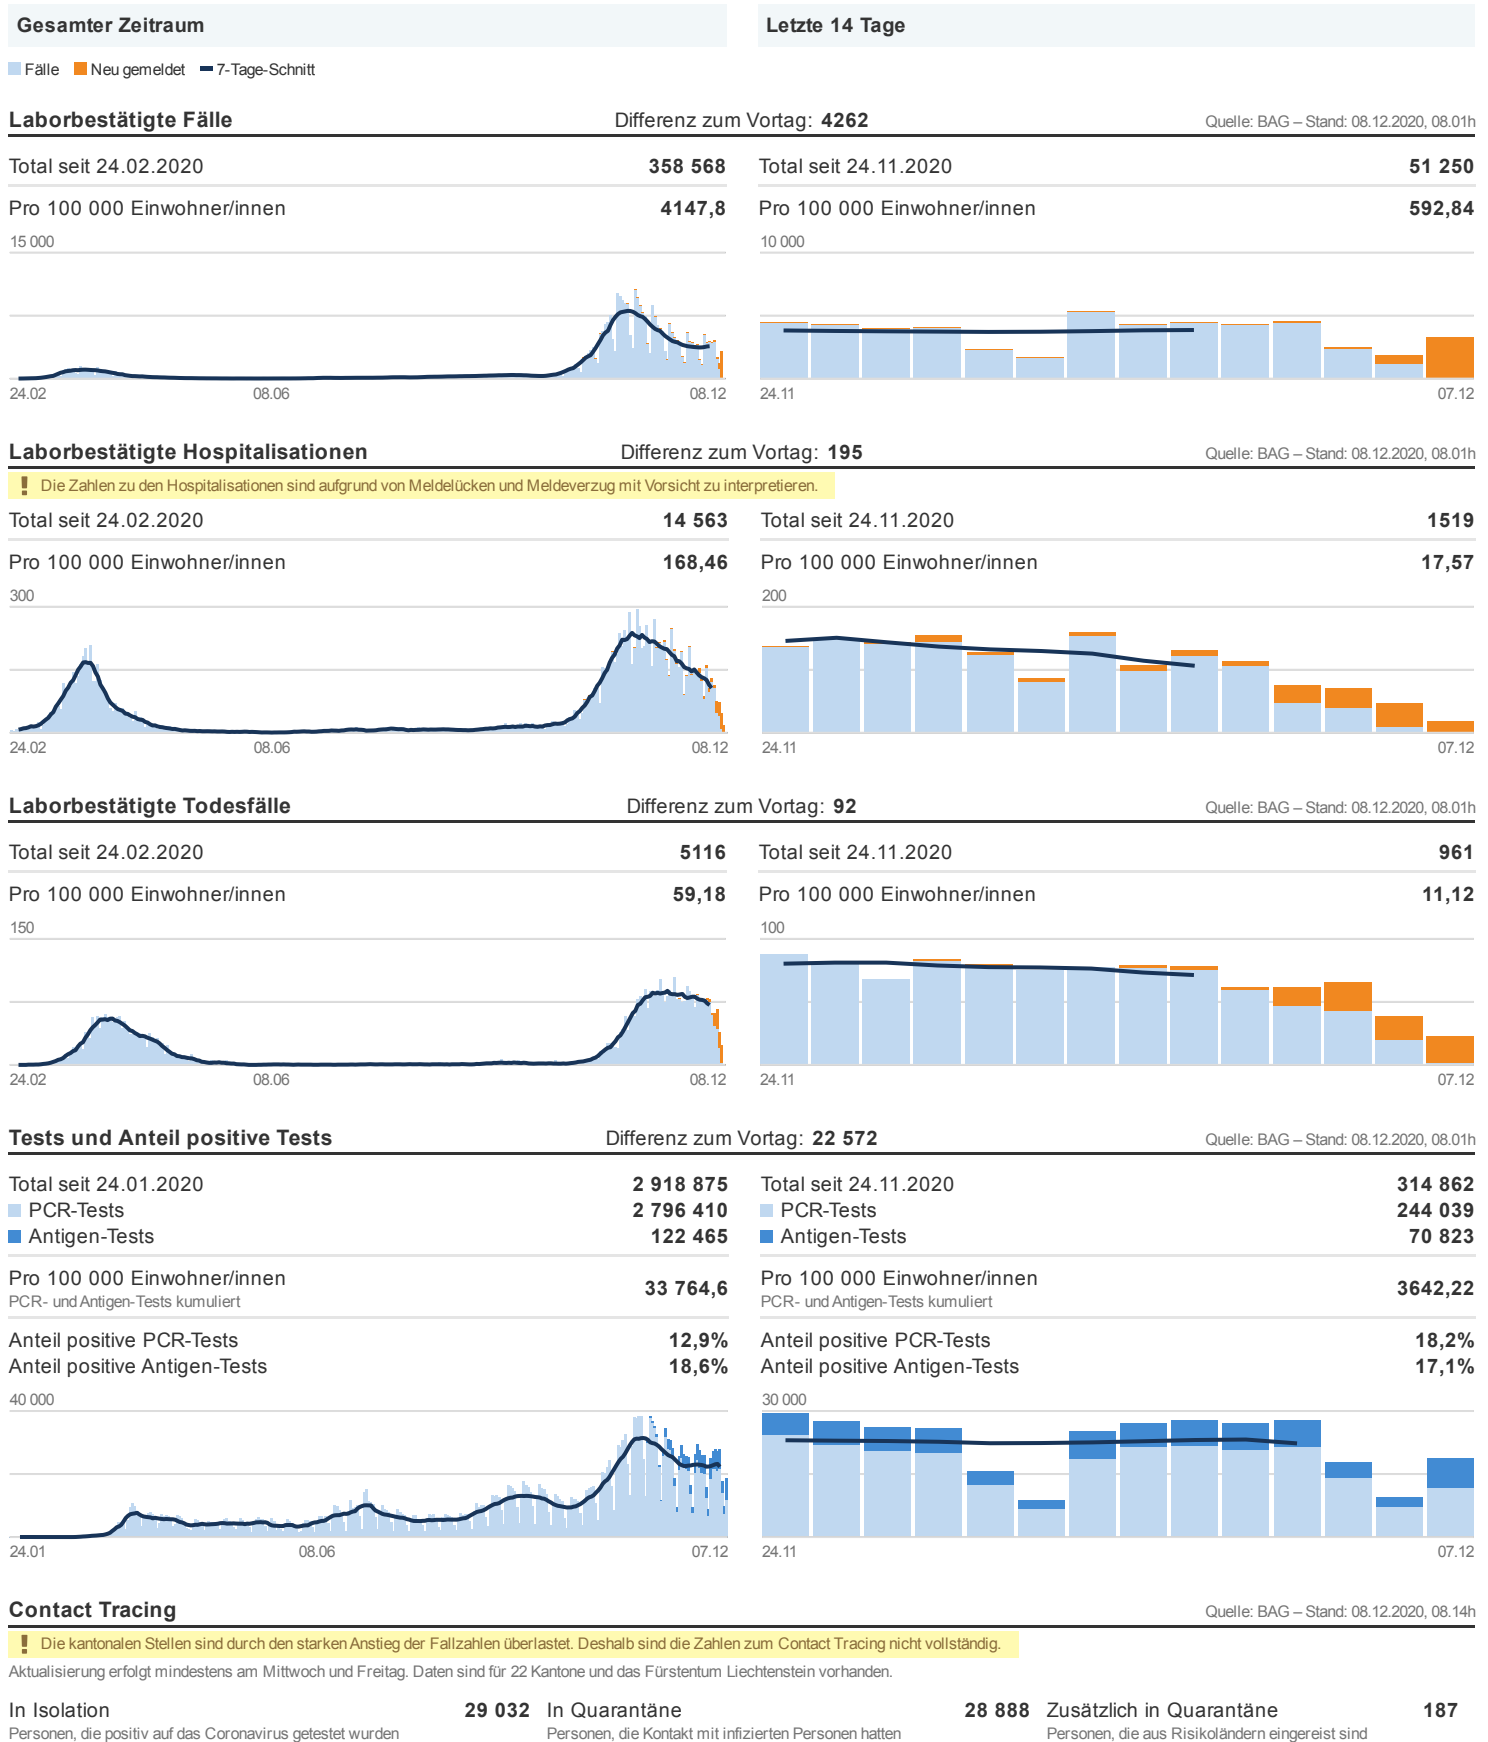 Gesamter Zeitraum
Letzte 14 Tage
Fälle Neu gemeldet 7-Tage-Schnitt
Laborbestätigte Fälle Differenz zum Vortag: 4262 Quelle: BAG – Stand: 08.12.2020, 08.01h
Total seit 24.02.2020 358 568
Pro 100 000 Einwohner/innen 4147,8
15 000
24.02 08.06 08.12
Total seit 24.11.2020 51 250
Pro 100 000 Einwohner/innen 592,84
10 000
24.11 07.12
Laborbestätigte Hospitalisationen Differenz zum Vortag: 195 Quelle: BAG – Stand: 08.12.2020, 08.01h
! Die Zahlen zu den Hospitalisationen sind aufgrund von Meldelücken und Meldeverzug mit Vorsicht zu interpretieren.
Total seit 24.02.2020 14 563
Pro 100 000 Einwohner/innen 168,46
300
24.02 08.06 08.12
Total seit 24.11.2020 1519
Pro 100 000 Einwohner/innen 17,57
200
24.11 07.12
Laborbestätigte Todesfälle Differenz zum Vortag: 92 Quelle: BAG – Stand: 08.12.2020, 08.01h
Total seit 24.02.2020 5116
Pro 100 000 Einwohner/innen 59,18
150
24.02 08.06 08.12
Total seit 24.11.2020 961
Pro 100 000 Einwohner/innen 11,12
100
24.11 07.12
Tests und Anteil positive Tests Differenz zum Vortag: 22 572 Quelle: BAG – Stand: 08.12.2020, 08.01h
Total seit 24.01.2020 2 918 875
PCR-Tests 2 796 410
Antigen-Tests 122 465
Pro 100 000 Einwohner/innen 33 764,6
PCR- und Antigen-Tests kumuliert
Anteil positive PCR-Tests 12,9%
Anteil positive Antigen-Tests 18,6%
40 000
24.01 08.06 07.12
Total seit 24.11.2020 314 862
PCR-Tests 244 039
Antigen-Tests 70 823
Pro 100 000 Einwohner/innen 3642,22
PCR- und Antigen-Tests kumuliert
Anteil positive PCR-Tests 18,2%
Anteil positive Antigen-Tests 17,1%
30 000
24.11 07.12
Contact Tracing Quelle: BAG – Stand: 08.12.2020, 08.14h
! Die kantonalen Stellen sind durch den starken Anstieg der Fallzahlen überlastet. Deshalb sind die Zahlen zum Contact Tracing nicht vollständig.
Aktualisierung erfolgt mindestens am Mittwoch und Freitag. Daten sind für 22 Kantone und das Fürstentum Liechtenstein vorhanden.
In Isolation 29 032
Personen, die positiv auf das Coronavirus getestet wurden
In Quarantäne 28 888
Personen, die Kontakt mit infizierten Personen hatten
Zusätzlich in Quarantäne 187
Personen, die aus Risikoländern eingereist sind